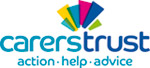 carerstrust
action · help · advice